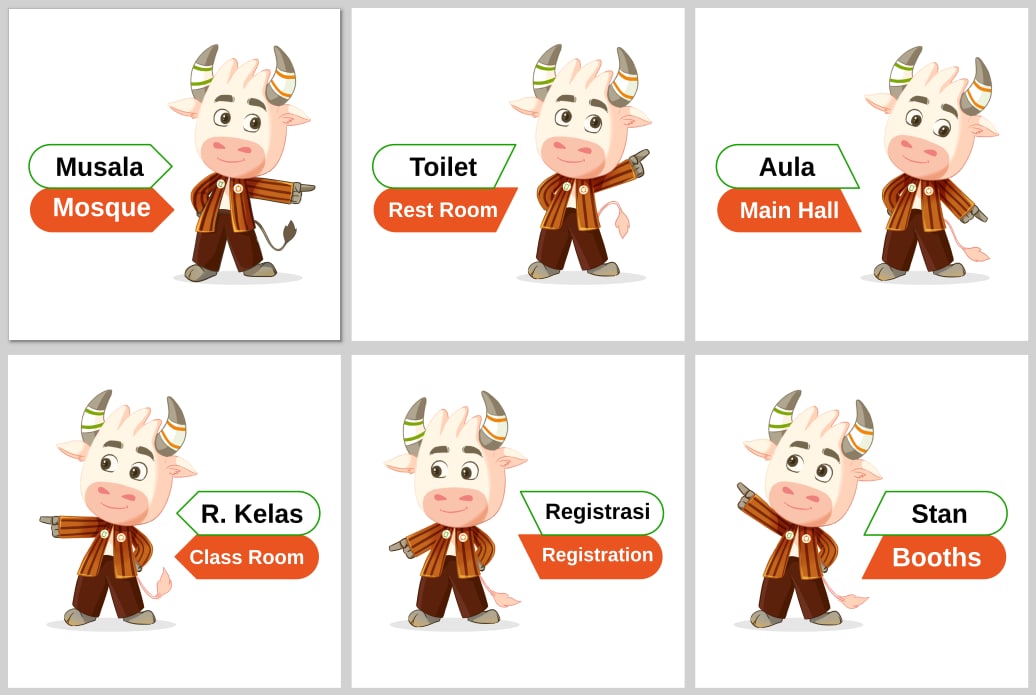 Musala
Mosque
Toilet
Rest Room
Aula
Main Hall
R. Kelas
Class Room
Registrasi
Registration
Stan
Booths